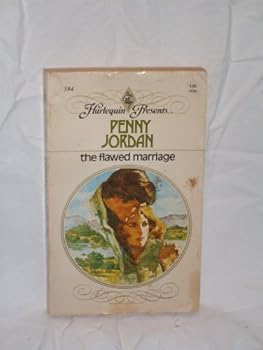 584
Harlequin Presents...
PENNY
JORDAN
the flawed marriage